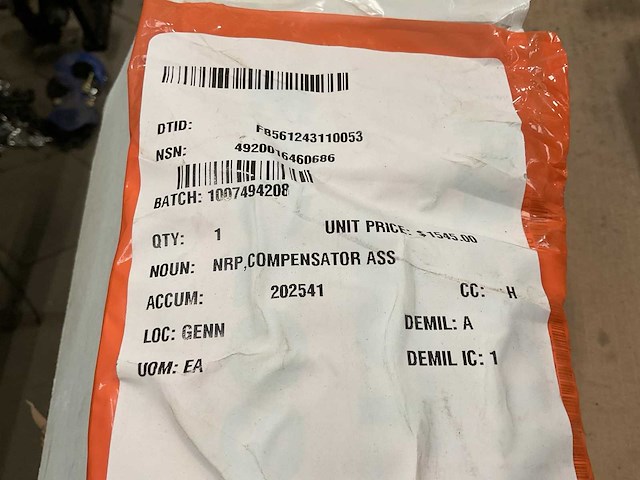 DTID: FB561243110053
NSN: 4920016460686
BATCH: 1007494208
QTY: 1 UNIT PRICE: $1545.00
NOUN: NRP,COMPENSATOR ASS
ACCUM: 202541 CC: H
LOC: GENN DEMIL: A
UOM: EA DEMIL IC: 1